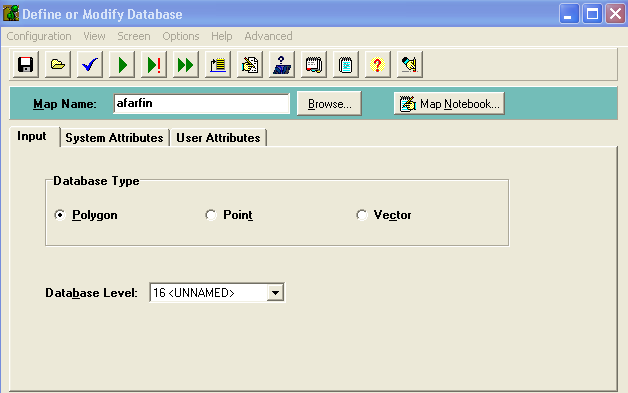 Define or Modify Database
Configuration View Screen Options Help Advanced
Map Name: afarfin Browse... Map Notebook...
Input System Attributes User Attributes
Database Type
Polygon Point Vector
Database Level: 16 <UNNAMED>